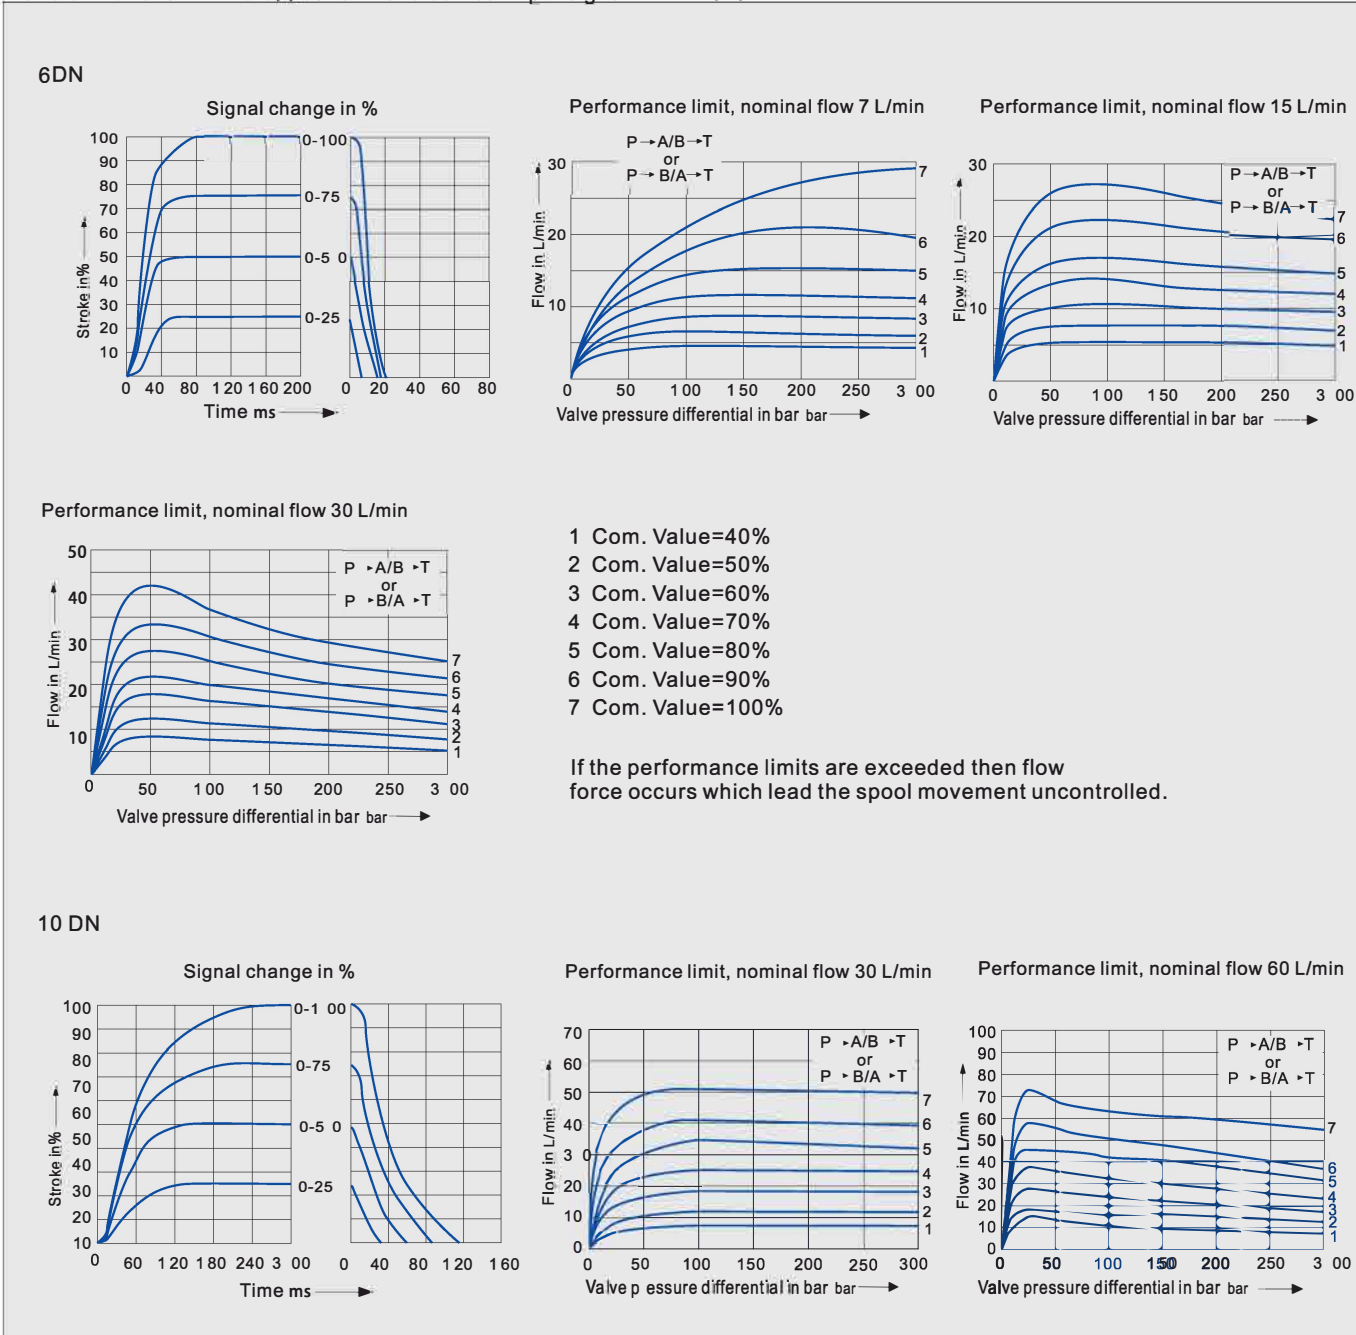 6DN
Signal change in %
100
90
80
70
60
50
40
30
20
10
Stroke in%
0-100
0-75
0-5 0
0-25
0 40 80 120 160 200
0 20 40 60 80
Time ms
Performance limit, nominal flow 7 L/min
P→A/B→T
or
P→B/A→T
30
20
10
Flow in L/min
7
6
5
4
3
2
1
0 50 100 1 50 200 250 3 00
Valve pressure differential in bar bar
Performance limit, nominal flow 15 L/min
P→A/B→T
or
P→B/A→T
30
20
10
Flow in L/min
7
6
5
4
3
2
1
0 50 100 1 50 200 250 3 00
Valve pressure differential in bar bar
Performance limit, nominal flow 30 L/min
P ▸A/B ▸T
or
P ▸B/A ▸T
50
40
30
20
10
Flow in L/min
7
6
5
4
3
2
1
0 50 1 00 150 200 250 3 00
Valve pressure differential in bar bar
1 Com. Value=40%
2 Com. Value=50%
3 Com. Value=60%
4 Com. Value=70%
5 Com. Value=80%
6 Com. Value=90%
7 Com. Value=100%
If the performance limits are exceeded then flow
force occurs which lead the spool movement uncontrolled.
10 DN
Signal change in %
100
80
80
70
60
50
40
30
20
10
Stroke in%
0-1 00
0-75
0-5 0
0-25
0 60 120 180 240 3 00
0 40 80 120 1 60
Time ms
Performance limit, nominal flow 30 L/min
P ▸A/B ▸T
or
P ▸B/A ▸T
70
60
50
40
3 0
20
10
0
Flow in L/min
7
6
5
4
3
2
1
0 50 100 150 200 250 300
Valve p essure differential in bar bar
Performance limit, nominal flow 60 L/min
P ▸A/B ▸T
or
P ▸B/A ▸T
100
90
80
70
60
50
40
30
20
10
0
Flow in L/min
7
6
5
4
3
2
1
0 50 100 150 200 250 3 00
Valve pressure differential in bar bar